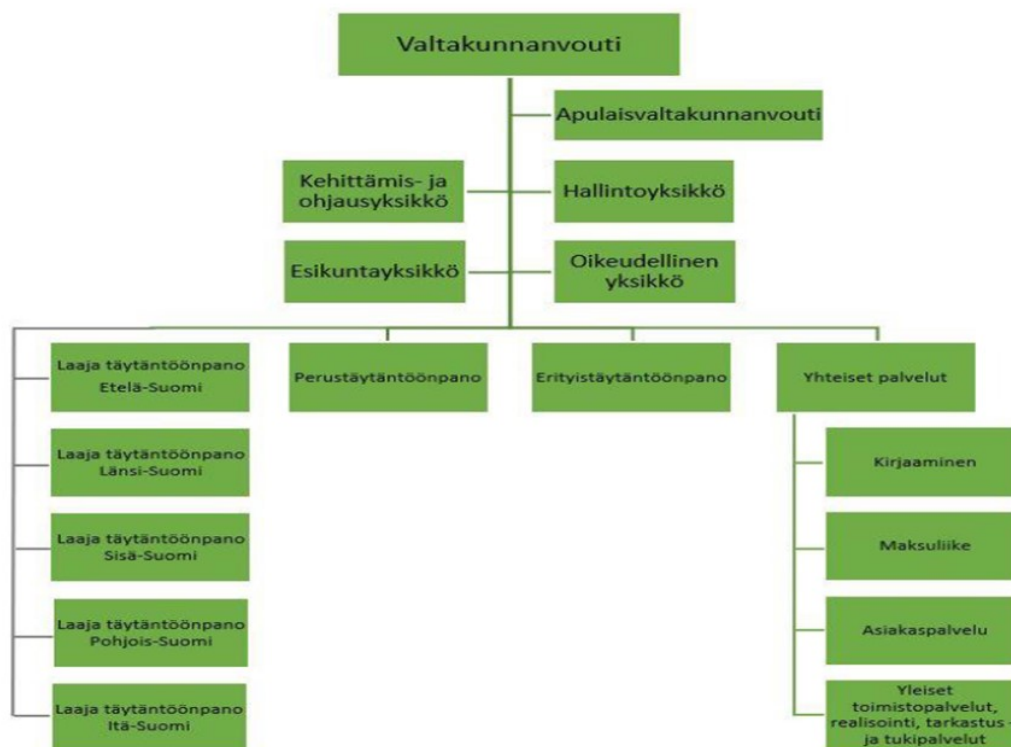 Valtakunnanvouti
Apulaisvaltakunnanvouti
Kehittämis- ja
ohjausyksikkö
Hallintoyksikkö
Esikuntayksikkö
Oikeudellinen
yksikkö
Laaja täytäntöönpano
Etelä-Suomi
Perustäytäntöönpano
Erityistäytäntöönpano
Yhteiset palvelut
Laaja täytäntöönpano
Länsi-Suomi
Kirjaaminen
Laaja täytäntöönpano
Sisä-Suomi
Maksuliike
Laaja täytäntöönpano
Pohjois-Suomi
Asiakaspalvelu
Laaja täytäntöönpano
Itä-Suomi
Yleiset
toimistopalvelut,
realisointi, tarkastus -
ja tukipalvelut